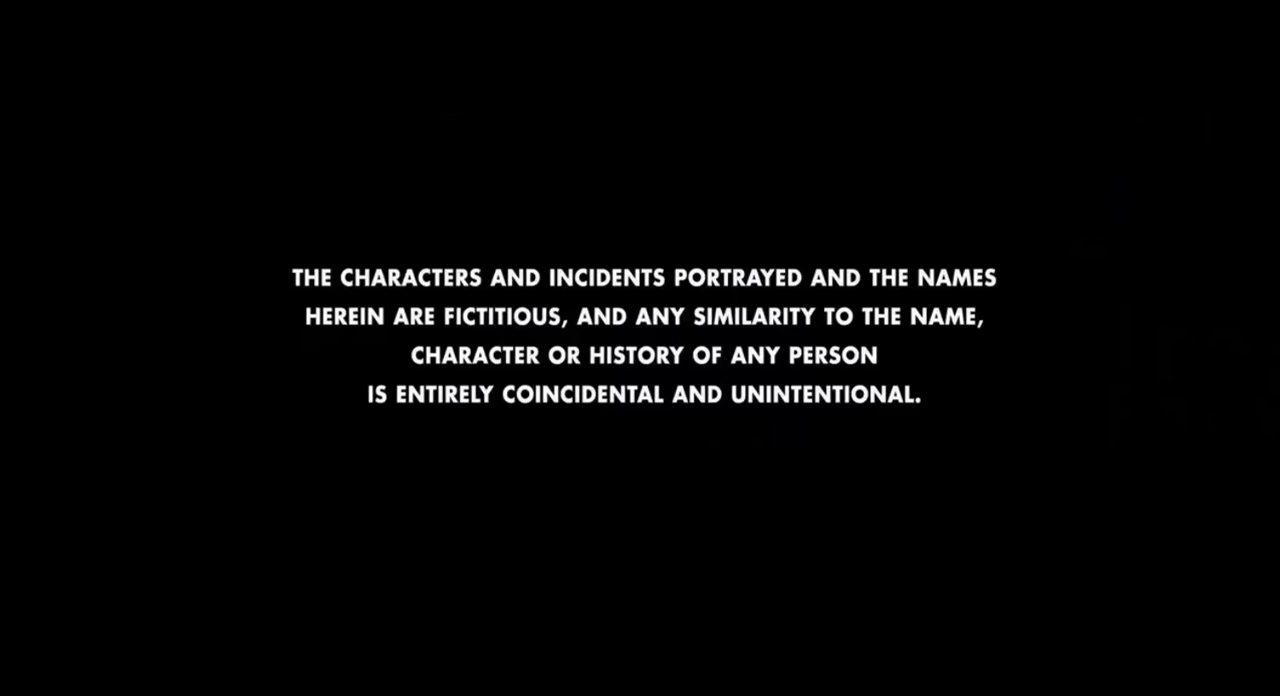 THE CHARACTERS AND INCIDENTS PORTRAYED AND THE NAMES
HEREIN ARE FICTITIOUS, AND ANY SIMILARITY TO THE NAME,
CHARACTER OR HISTORY OF ANY PERSON
IS ENTIRELY COINCIDENTAL AND UNINTENTIONAL.